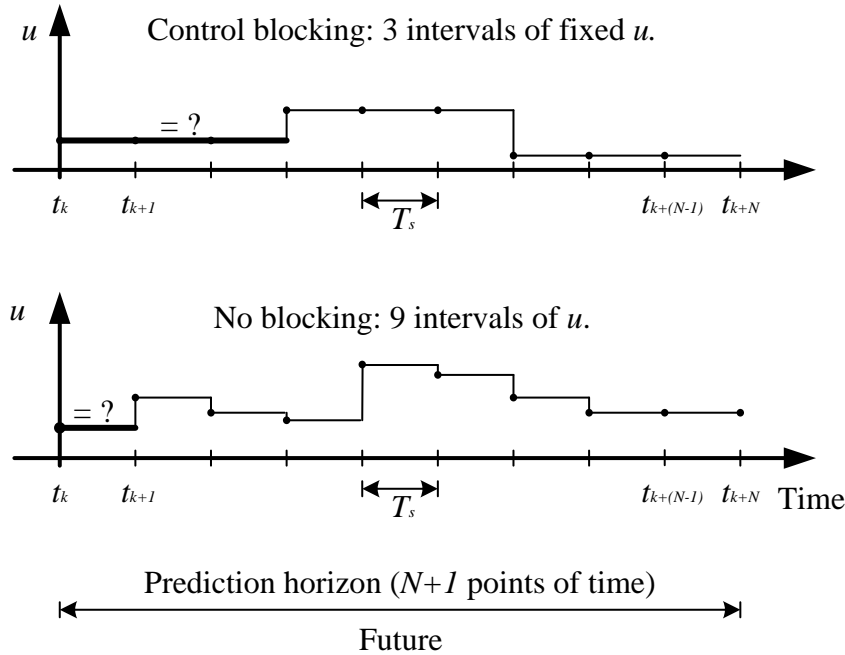 Control blocking: 3 intervals of fixed u.
u
= ?
t_k t_{k+1} t_{k+(N-1)} t_{k+N}
T_s
No blocking: 9 intervals of u.
u
= ?
t_k t_{k+1} t_{k+(N-1)} t_{k+N} Time
T_s
Prediction horizon (N+1 points of time)
Future